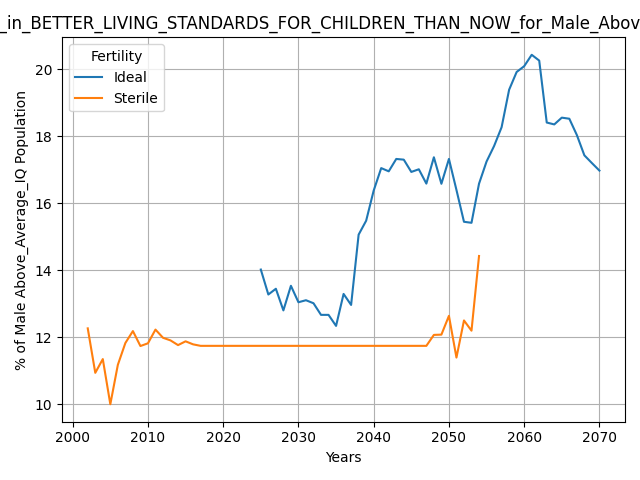 _in_BETTER_LIVING_STANDARDS_FOR_CHILDREN_THAN_NOW_for_Male_Abov
Fertility
Ideal
Sterile
% of Male Above_Average_IQ Population
20
18
16
14
12
10
2000 2010 2020 2030 2040 2050 2060 2070
Years